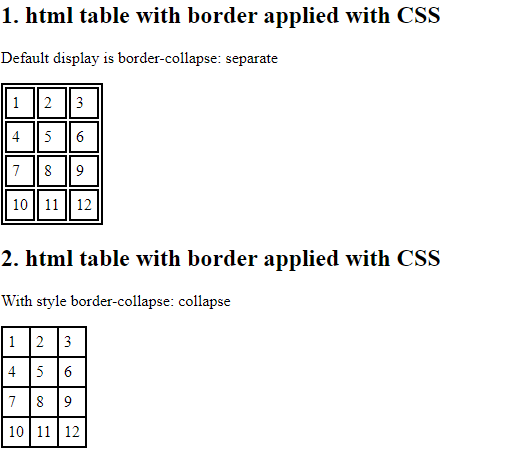 1. html table with border applied with CSS
Default display is border-collapse: separate
1 2 3
4 5 6
7 8 9
10 11 12
2. html table with border applied with CSS
With style border-collapse: collapse
1 2 3
4 5 6
7 8 9
10 11 12